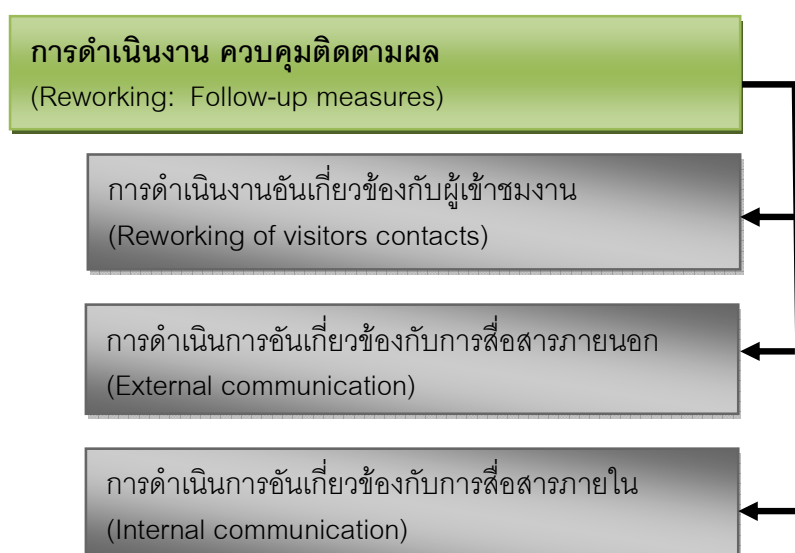 การดำเนินงาน ควบคุมติดตามผล
(Reworking: Follow-up measures)
การดำเนินงานอันเกี่ยวข้องกับผู้เข้าชมงาน
(Reworking of visitors contacts)
การดำเนินการอันเกี่ยวข้องกับการสื่อสารภายนอก
(External communication)
การดำเนินการอันเกี่ยวข้องกับการสื่อสารภายใน
(Internal communication)